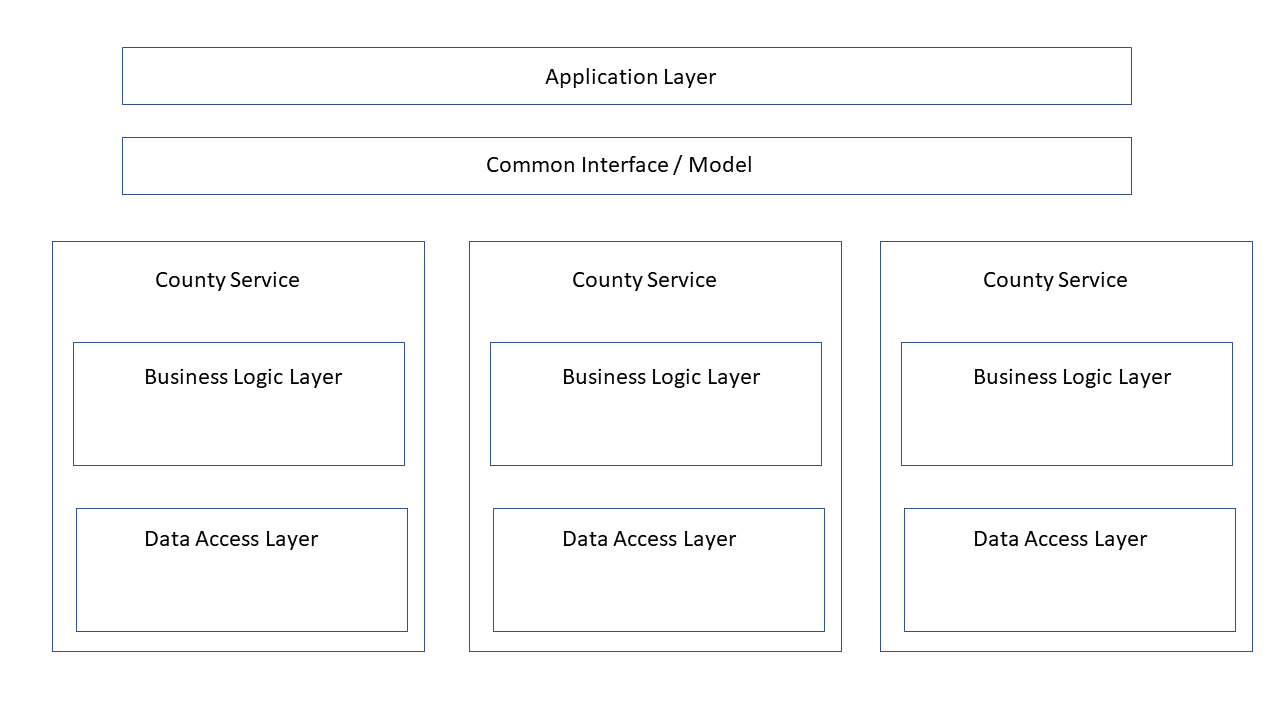 Application Layer
Common Interface / Model
County Service
Business Logic Layer
Data Access Layer
County Service
Business Logic Layer
Data Access Layer
County Service
Business Logic Layer
Data Access Layer